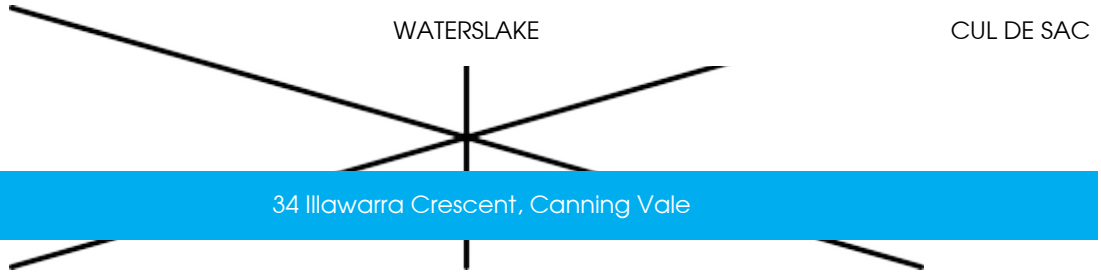 WATERSLAKE CUL DE SAC
34 Illawarra Crescent, Canning Vale